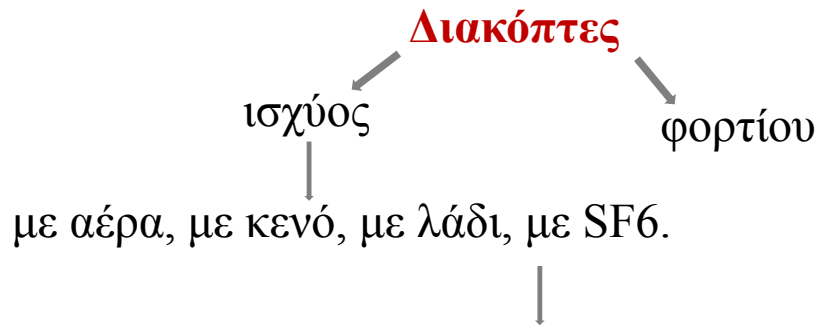 Διακόπτες
ισχύος
φορτίου
με αέρα, με κενό, με λάδι, με SF6.